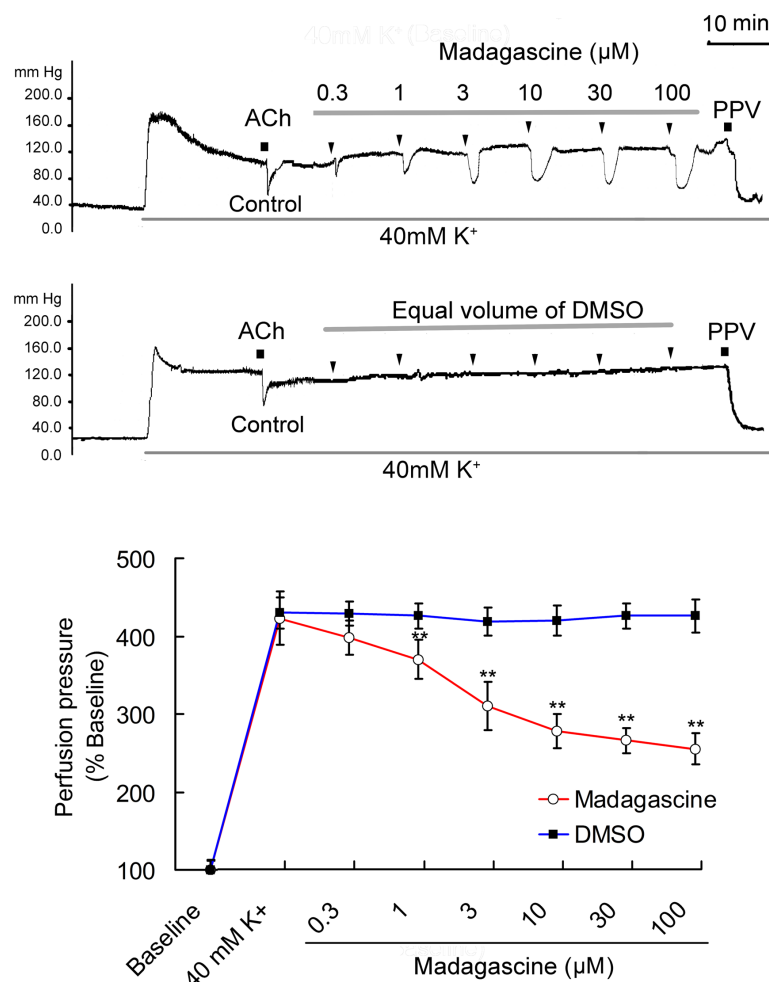 40mM K⁺ (Baseline)
10 min
Madagascine (μM)
mm Hg
0.3 1 3 10 30 100
200.0
160.0
120.0
80.0
40.0
0.0
ACh
PPV
Control
40mM K⁺
mm Hg
Equal volume of DMSO
200.0
160.0
120.0
80.0
40.0
0.0
ACh
PPV
Control
40mM K⁺
Perfusion pressure
(% Baseline)
500
400
300
200
100
**
**
**
**
**
Madagascine
DMSO
Baseline
40 mM K+
0.3
1
3
10
30
100
Madagascine (μM)